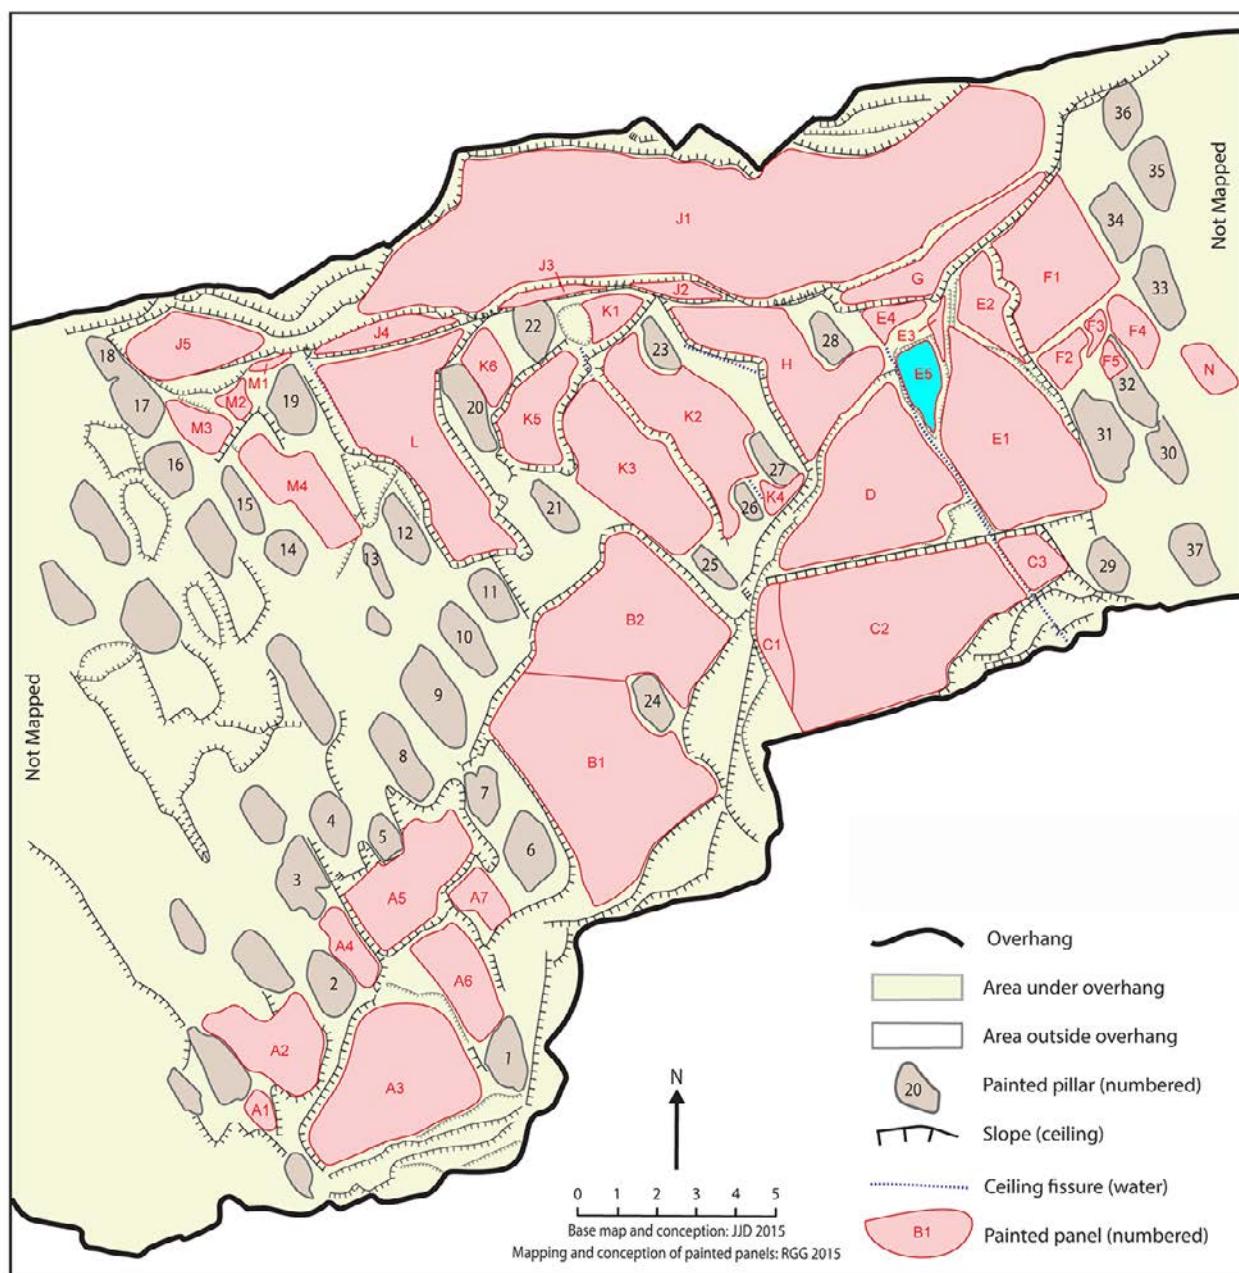 36
35
Not Mapped
34
J1
33
J3
G
F1
J2
E2
22
K1
E4
28
F3
F4
J4
E3
J5
23
F2
F5
18
M1
K6
H
E5
N
32
17
M2
19
20
K5
K2
M3
L
E1
31
30
16
K3
27
M4
D
15
K4
26
21
12
14
13
25
C3
29
37
11
B2
C2
10
C1
9
24
Not Mapped
8
B1
7
4
5
6
3
A5
A7
A4
2
A6
A2
1
A3
A1
N
0 1 2 3 4 5
Base map and conception: JJD 2015
Mapping and conception of painted panels: RGG 2015
Overhang
Area under overhang
Area outside overhang
20 Painted pillar (numbered)
Slope (ceiling)
Ceiling fissure (water)
B1 Painted panel (numbered)